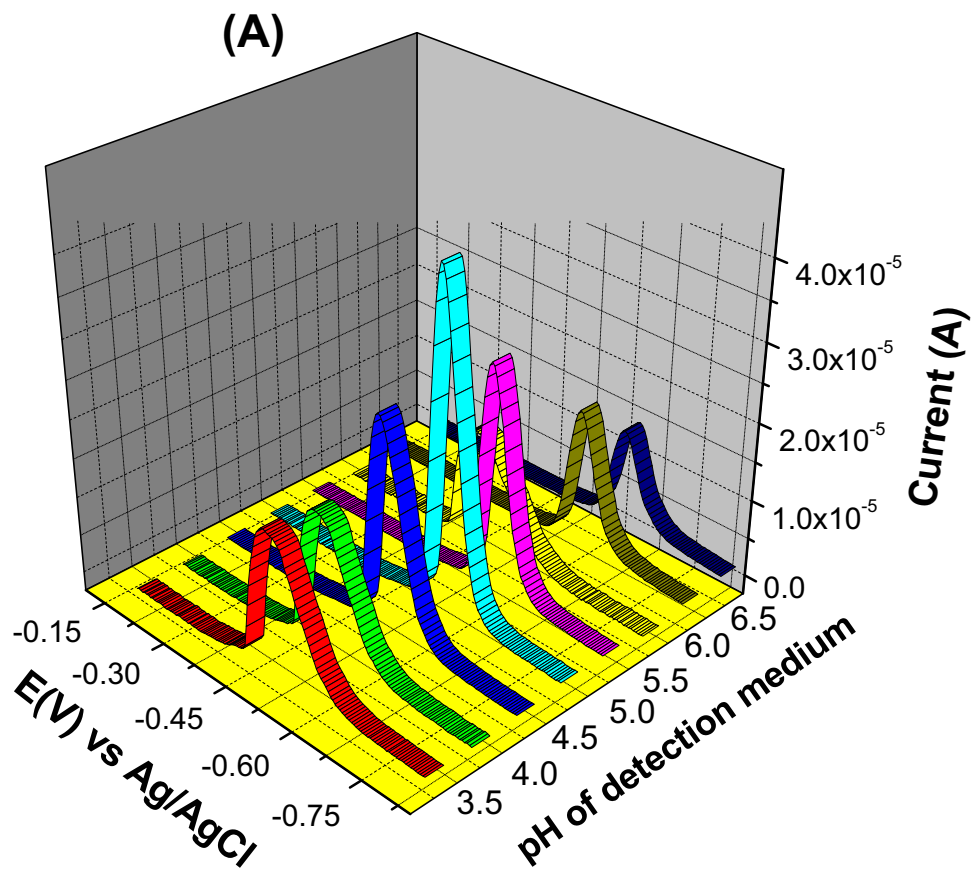 (A)
4.0x10⁻⁵
3.0x10⁻⁵
2.0x10⁻⁵
1.0x10⁻⁵
0.0
Current (A)
-0.15
-0.30
-0.45
-0.60
-0.75
E(V) vs Ag/AgCl
3.5
4.0
4.5
5.0
5.5
6.0
6.5
pH of detection medium